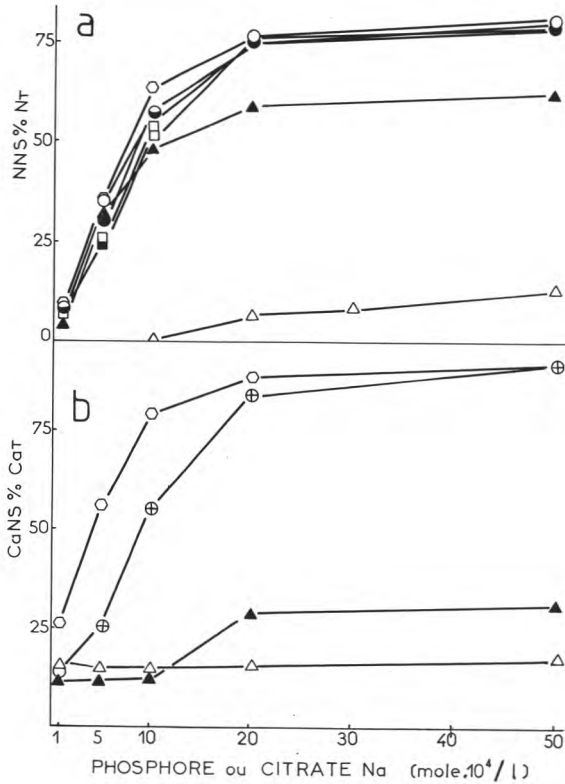 a
75
50
25
0
NNS % NT
b
75
50
25
CaNS % CaT
1 5 10 20 30 40 50
PHOSPHORE ou CITRATE Na (mole.10⁴/l)